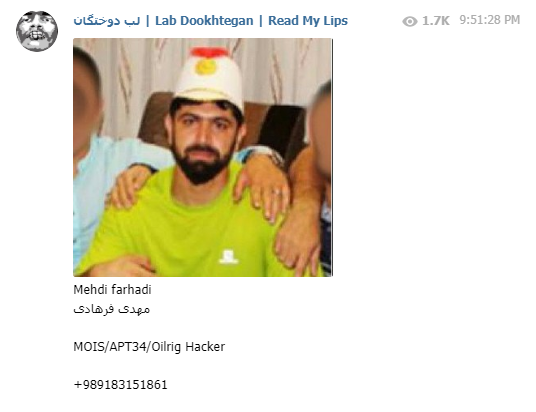 لب دوختگان | Lab Dookhtegan | Read My Lips 1.7K 9:51:28 PM
Mehdi farhadi
مهدی فرهادی
MOIS/APT34/Oilrig Hacker
+989183151861